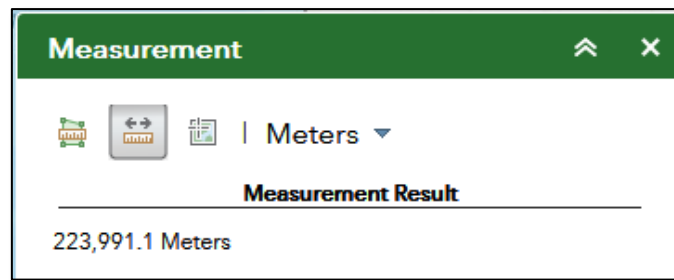 Measurement
| Meters
Measurement Result
223,991.1 Meters